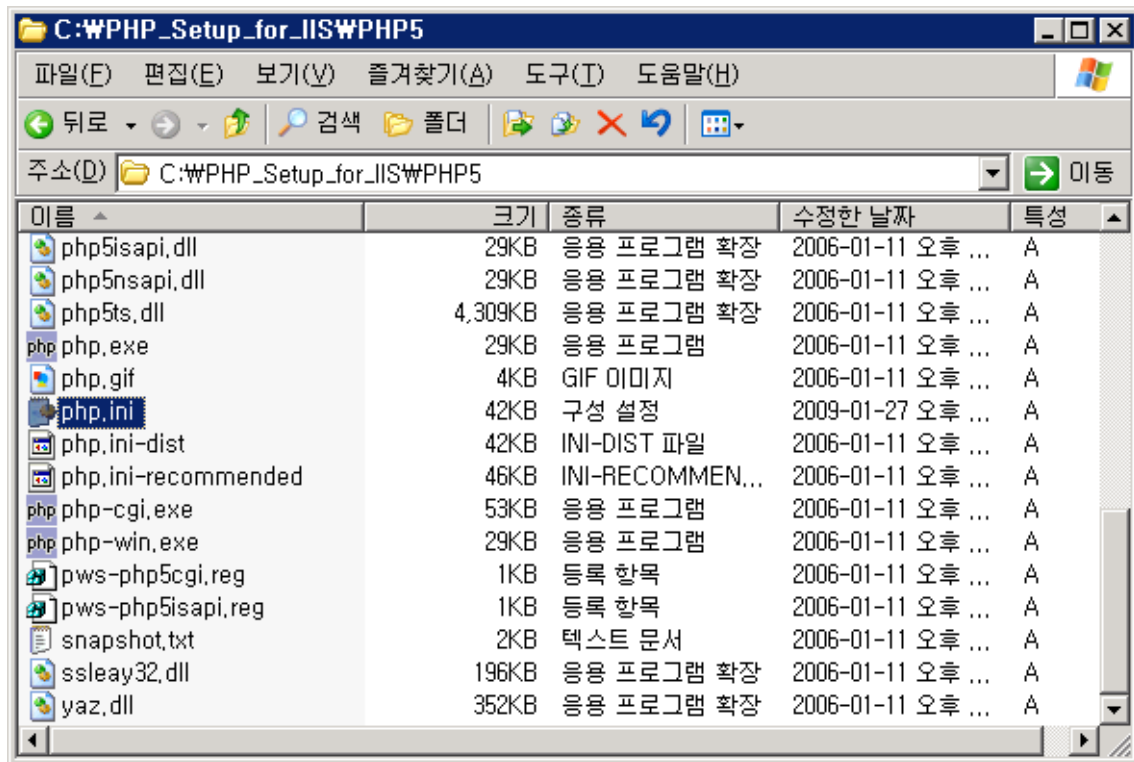 C:₩PHP_Setup_for_IIS₩PHP5
파일(F) 편집(E) 보기(V) 즐겨찾기(A) 도구(T) 도움말(H)
뒤로 검색 폴더
주소(D) C:₩PHP_Setup_for_IIS₩PHP5 이동
이름 크기 종류 수정한 날짜 특성
php5isapi.dll 29KB 응용 프로그램 확장 2006-01-11 오후 ... A
php5nsapi.dll 29KB 응용 프로그램 확장 2006-01-11 오후 ... A
php5ts.dll 4,309KB 응용 프로그램 확장 2006-01-11 오후 ... A
php php.exe 29KB 응용 프로그램 2006-01-11 오후 ... A
php.gif 4KB GIF 이미지 2006-01-11 오후 ... A
php.ini 42KB 구성 설정 2009-01-27 오후 ... A
php.ini-dist 42KB INI-DIST 파일 2006-01-11 오후 ... A
php.ini-recommended 46KB INI-RECOMMEN... 2006-01-11 오후 ... A
php php-cgi.exe 53KB 응용 프로그램 2006-01-11 오후 ... A
php php-win.exe 29KB 응용 프로그램 2006-01-11 오후 ... A
pws-php5cgi.reg 1KB 등록 항목 2006-01-11 오후 ... A
pws-php5isapi.reg 1KB 등록 항목 2006-01-11 오후 ... A
snapshot.txt 2KB 텍스트 문서 2006-01-11 오후 ... A
ssleay32.dll 196KB 응용 프로그램 확장 2006-01-11 오후 ... A
yaz.dll 352KB 응용 프로그램 확장 2006-01-11 오후 ... A